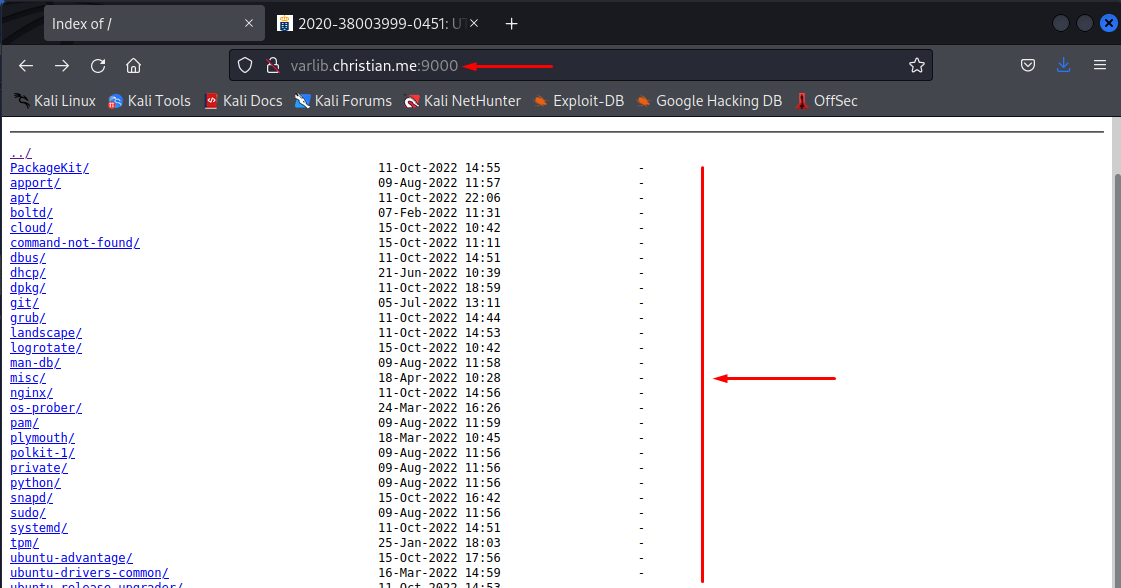 Index of /
2020-38003999-0451: UT
varlib.christian.me:9000
Kali Linux Kali Tools Kali Docs Kali Forums Kali NetHunter Exploit-DB Google Hacking DB OffSec
../
PackageKit/ 11-Oct-2022 14:55 -
apport/ 09-Aug-2022 11:57 -
apt/ 11-Oct-2022 22:06 -
boltd/ 07-Feb-2022 11:31 -
cloud/ 15-Oct-2022 10:42 -
command-not-found/ 15-Oct-2022 11:11 -
dbus/ 11-Oct-2022 14:51 -
dhcp/ 21-Jun-2022 10:39 -
dpkg/ 11-Oct-2022 18:59 -
git/ 05-Jul-2022 13:11 -
grub/ 11-Oct-2022 14:44 -
landscape/ 11-Oct-2022 14:53 -
logrotate/ 15-Oct-2022 10:42 -
man-db/ 09-Aug-2022 11:58 -
misc/ 18-Apr-2022 10:28 -
nginx/ 11-Oct-2022 14:56 -
os-prober/ 24-Mar-2022 16:26 -
pam/ 09-Aug-2022 11:59 -
plymouth/ 18-Mar-2022 10:45 -
polkit-1/ 09-Aug-2022 11:56 -
private/ 09-Aug-2022 11:56 -
python/ 09-Aug-2022 11:56 -
snapd/ 15-Oct-2022 16:42 -
sudo/ 09-Aug-2022 11:56 -
systemd/ 11-Oct-2022 14:51 -
tpm/ 25-Jan-2022 18:03 -
ubuntu-advantage/ 15-Oct-2022 17:56 -
ubuntu-drivers-common/ 16-Mar-2022 14:59 -
ubuntu-release-upgrader/ 11-Oct-2022 14:53 -